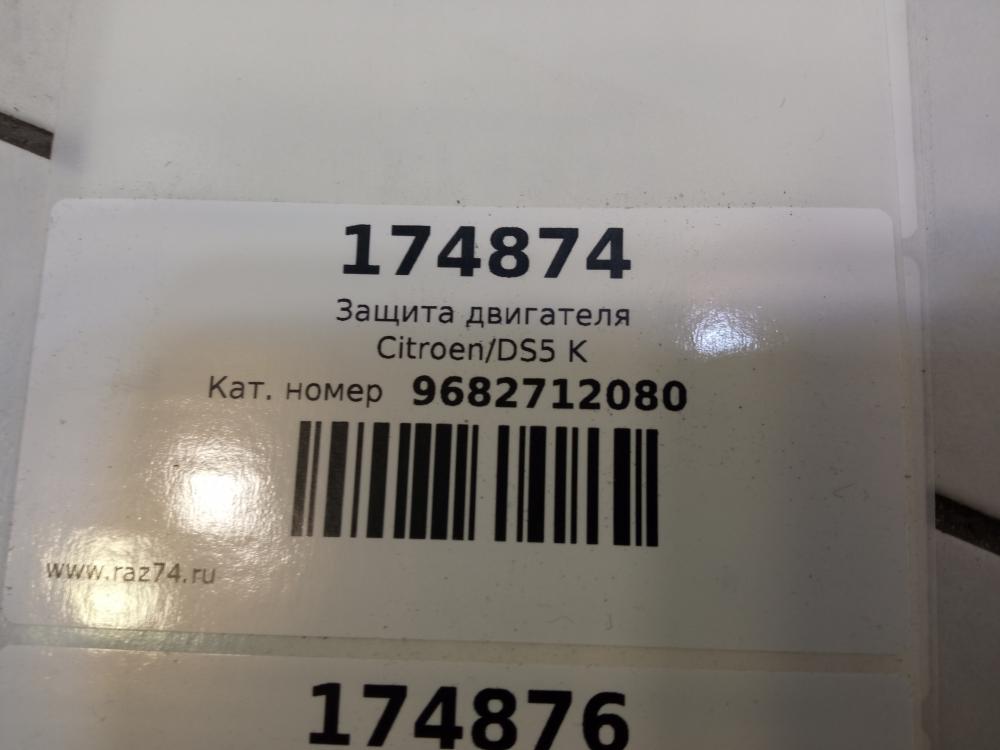 174874
Защита двигателя
Citroen/DS5 K
Кат. номер 9682712080
www.raz74.ru
174876